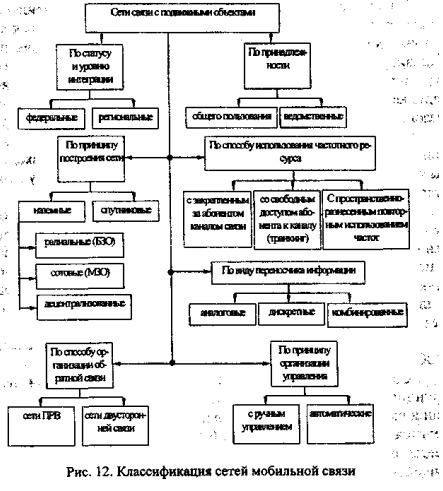 Сети связи с подвижными объектами
По статусу
и уровню
интеграции
По принадлеж-
ности
федеральные
региональные
общего пользования
ведомственные
По принципу
построения сети
По способу использования частотного ре-
сурса
наземные
спутниковые
с закрепленным
за абонентом
каналом связи
со свободным
доступом або-
нента к каналу
(транкинг)
С пространственно-
разнесенным повтор-
ным использованием
частот
радиальные (БЗО)
сотовые (МЗО)
децентрализованные
По виду переносчика информации
аналоговые
дискретные
комбинированные
По способу ор-
ганизации об-
ратной связи
По принципу
организации
управления
сети ПРВ
сети двусторон-
ней связи
с ручным
управлением
автоматические
Рис. 12. Классификация сетей мобильной связи